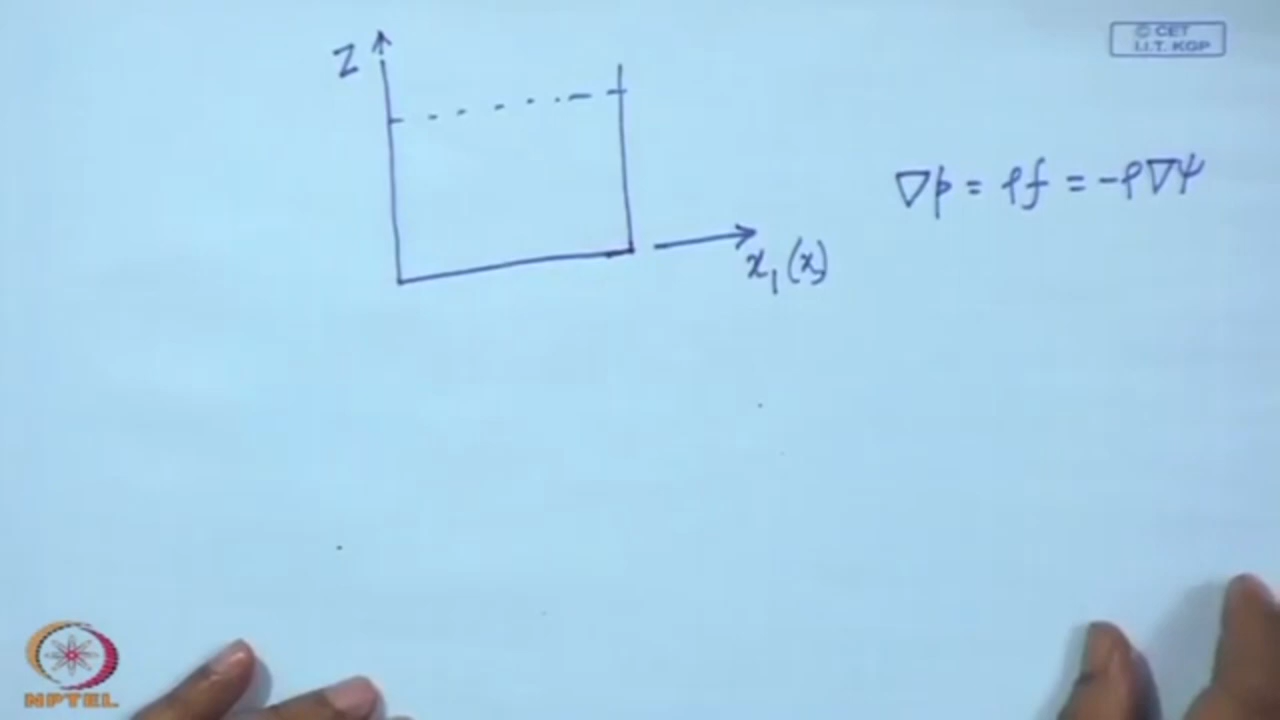 © CET
I.I.T. KGP
Z
∇p = ρf = -ρ∇ψ
x₁(x)
NPTEL